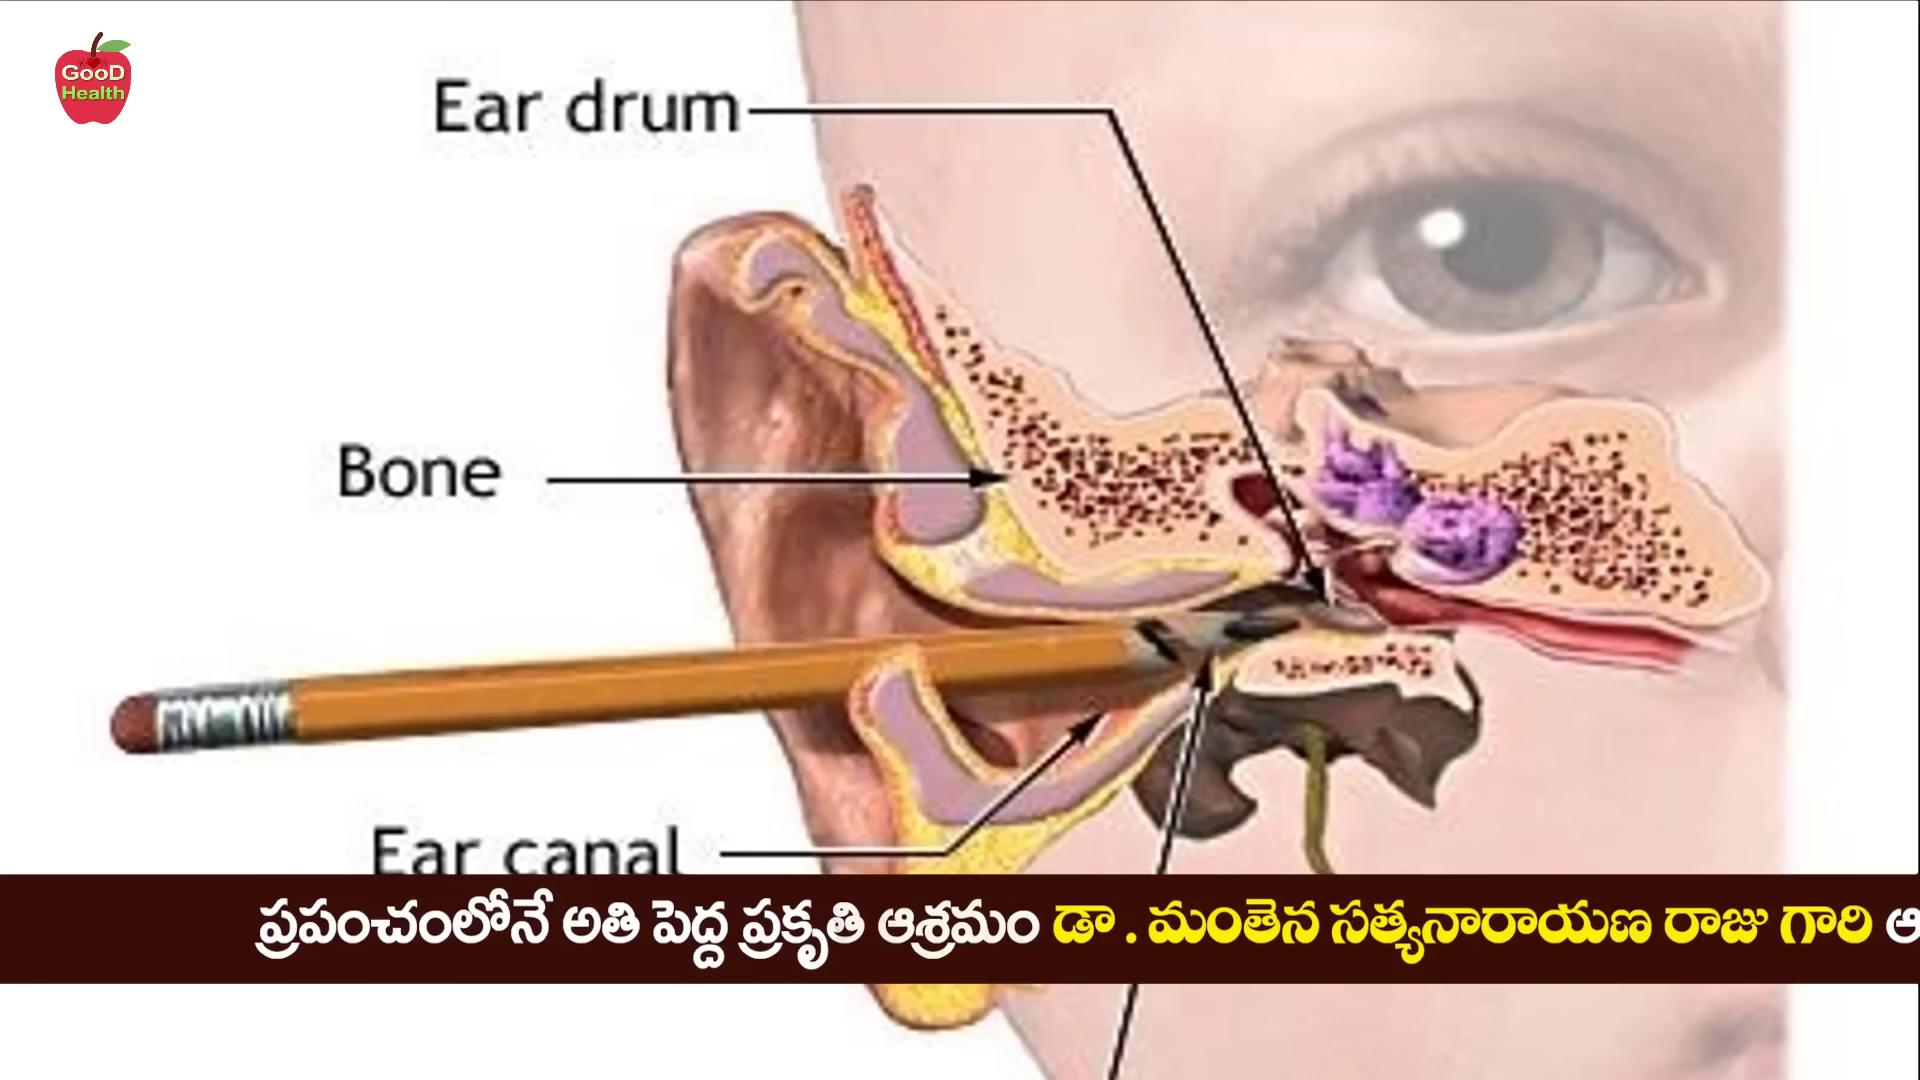 GooD
Health
Ear drum
Bone
Ear canal
ప్రపంచంలోనే అతి పెద్ద ప్రకృతి ఆశ్రమం డా . మంతెన సత్యనారాయణ రాజు గారి ఆ